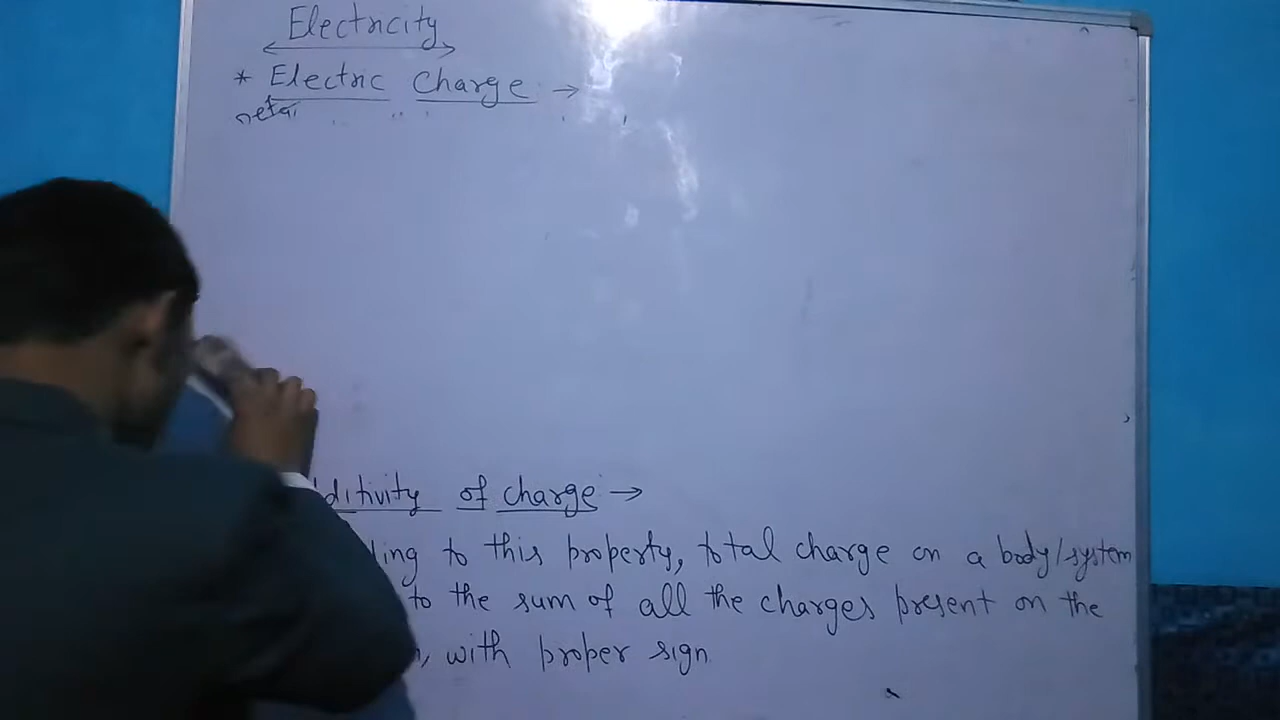 Electricity
* Electric Charge →
dditivity of charge →
ding to this property, total charge on a body/system
to the sum of all the charges present on the
, with proper sign